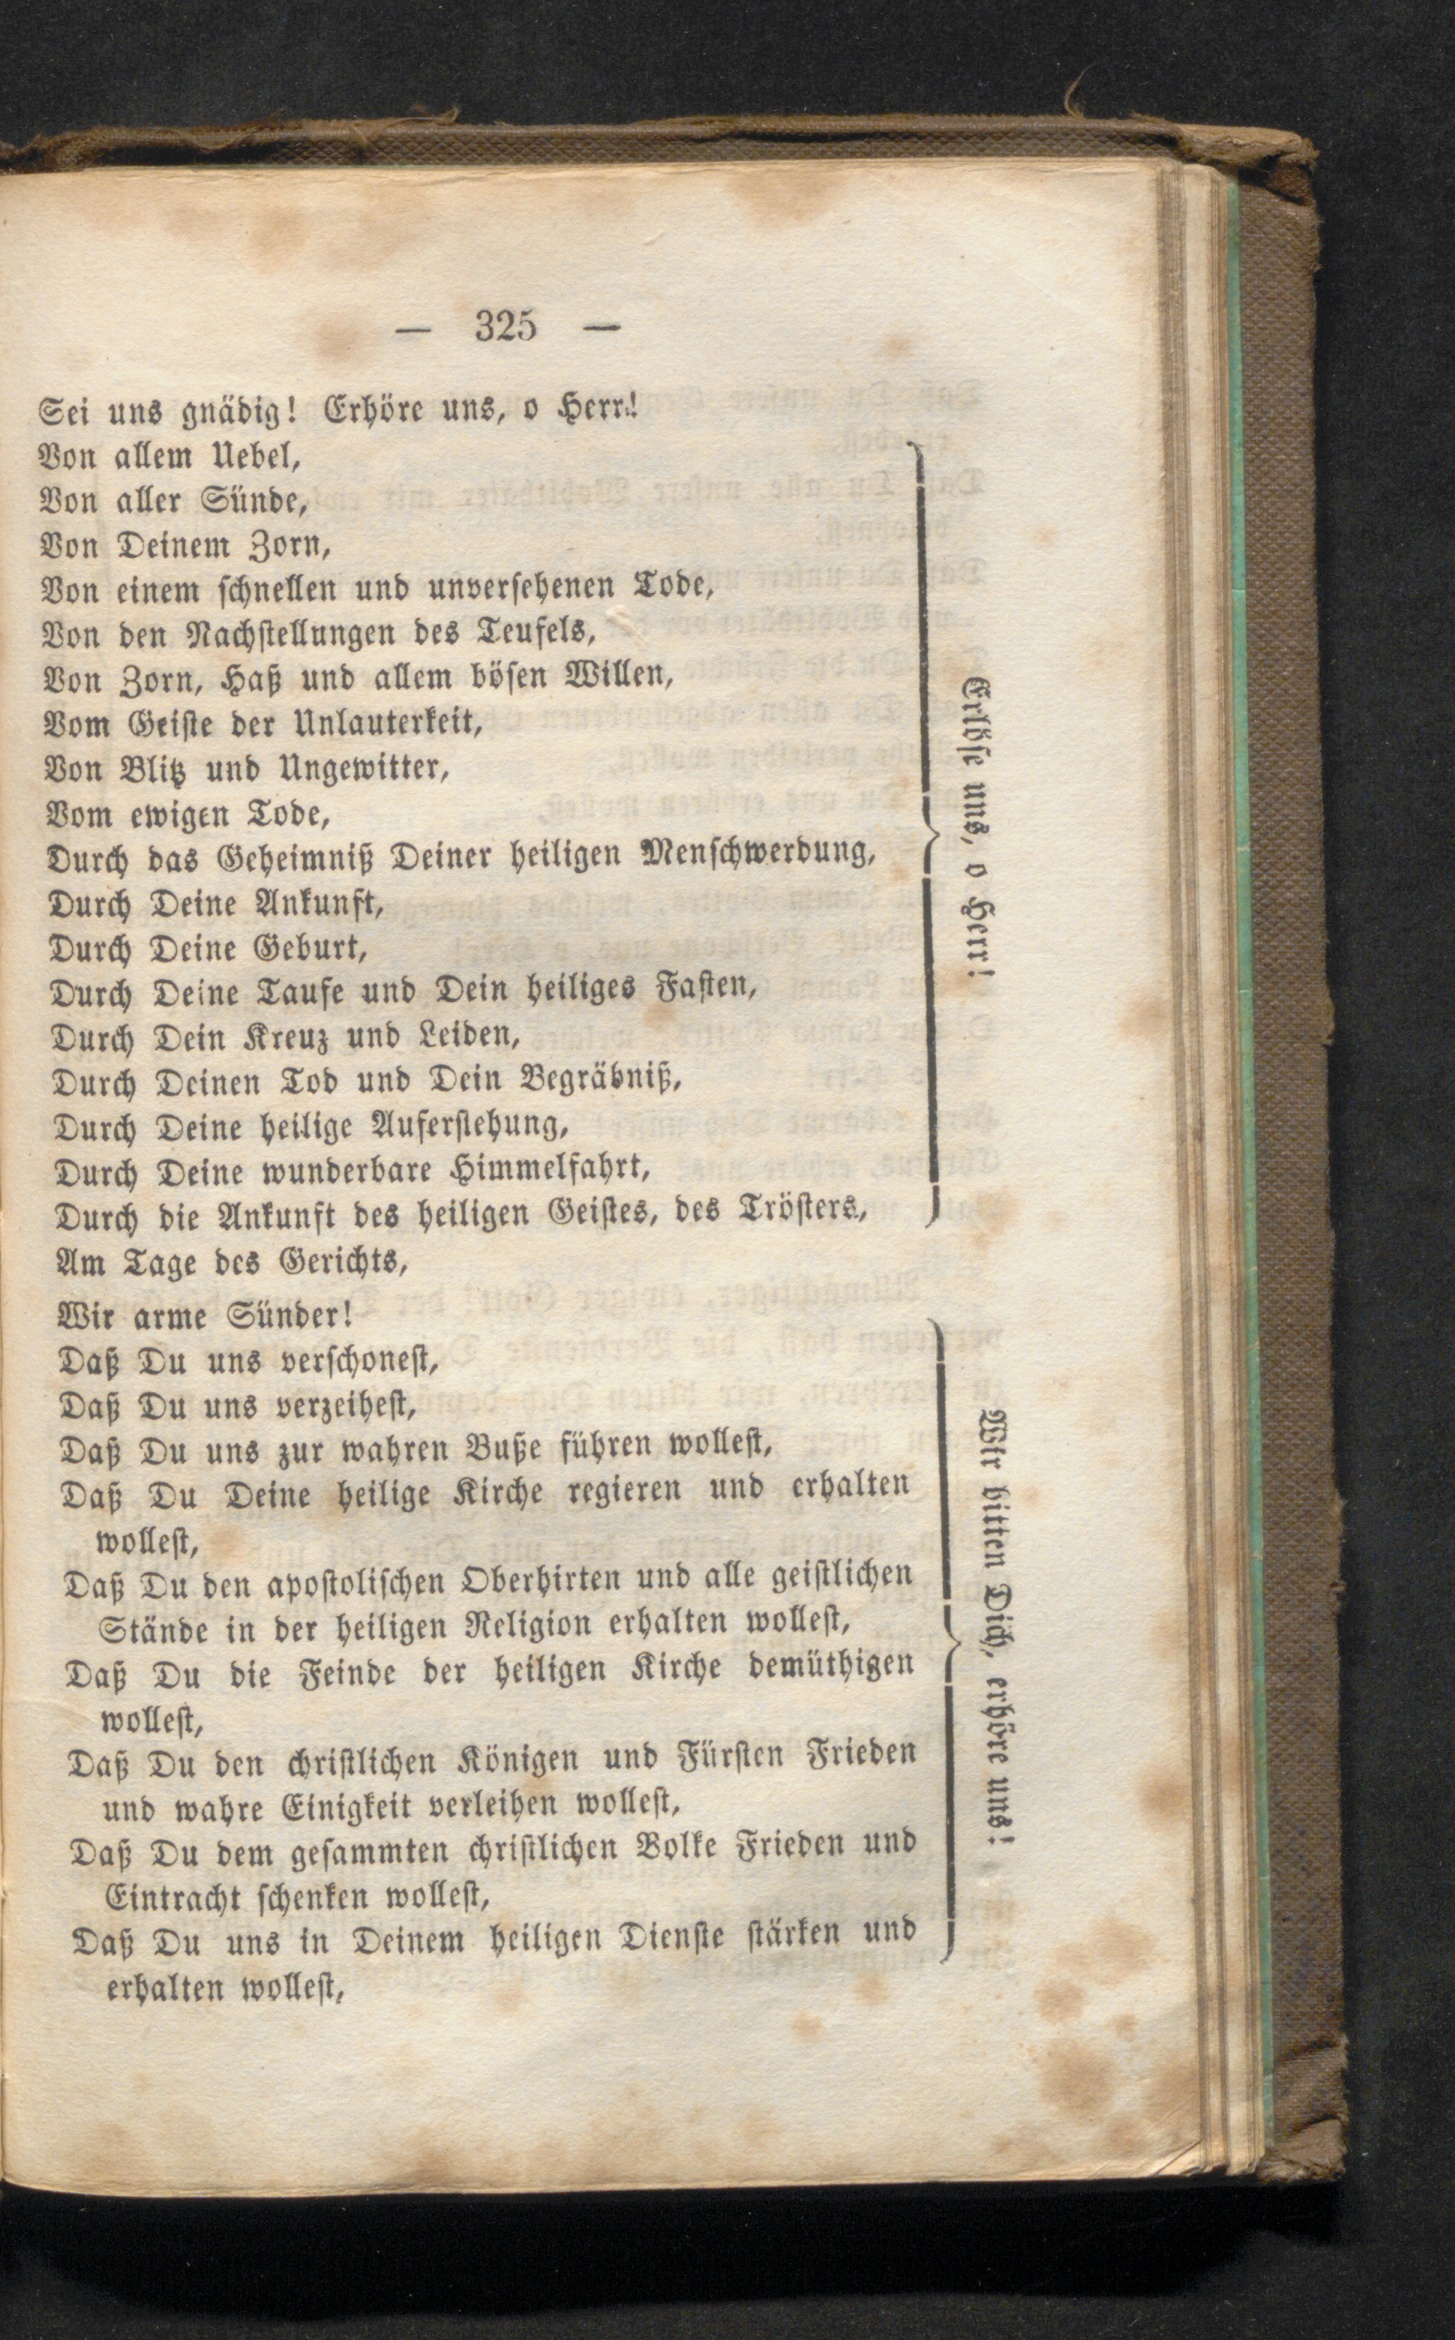 — 325 —
Sei uns gnädig! Erhöre uns, o Herr!
Von allem Uebel,
Von aller Sünde,
Von Deinem Zorn,
Von einem schnellen und unversehenen Tode,
Von den Nachstellungen des Teufels,
Von Zorn, Haß und allem bösen Willen,
Vom Geiste der Unlauterkeit,
Von Blitz und Ungewitter,
Vom ewigen Tode,
Durch das Geheimniß Deiner heiligen Menschwerdung,
Durch Deine Ankunft,
Durch Deine Geburt,
Durch Deine Taufe und Dein heiliges Fasten,
Durch Dein Kreuz und Leiden,
Durch Deinen Tod und Dein Begräbniß,
Durch Deine heilige Auferstehung,
Durch Deine wunderbare Himmelfahrt,
Durch die Ankunft des heiligen Geistes, des Trösters,
Am Tage des Gerichts,
Erlöse uns, o Herr!
Wir arme Sünder!
Daß Du uns verschonest,
Daß Du uns verzeihest,
Daß Du uns zur wahren Buße führen wollest,
Daß Du Deine heilige Kirche regieren und erhalten
wollest,
Daß Du den apostolischen Oberhirten und alle geistlichen
Stände in der heiligen Religion erhalten wollest,
Daß Du die Feinde der heiligen Kirche demüthigen
wollest,
Daß Du den christlichen Königen und Fürsten Frieden
und wahre Einigkeit verleihen wollest,
Daß Du dem gesammten christlichen Volke Frieden und
Eintracht schenken wollest,
Daß Du uns in Deinem heiligen Dienste stärken und
erhalten wollest,
Wir bitten Dich, erhöre uns!